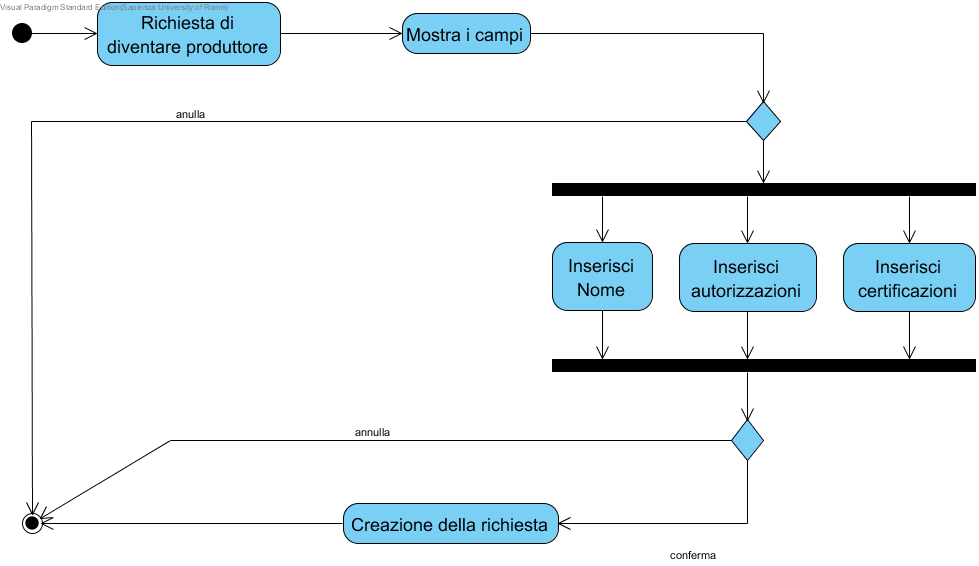 Visual Paradigm Standard Edition(Sapienza University of Rome)
Richiesta di
diventare produttore
Mostra i campi
anulla
Inserisci
Nome
Inserisci
autorizzazioni
Inserisci
certificazioni
annulla
Creazione della richiesta
conferma